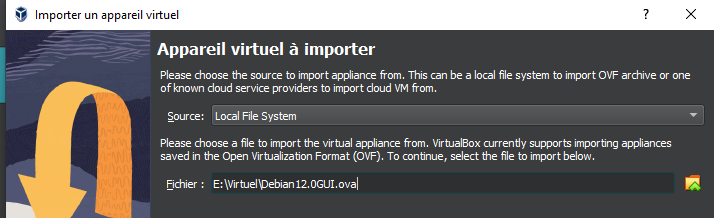 Importer un appareil virtuel
Appareil virtuel à importer
Please choose the source to import appliance from. This can be a local file system to import OVF archive or one
of known cloud service providers to import cloud VM from.
Source: Local File System
Please choose a file to import the virtual appliance from. VirtualBox currently supports importing appliances
saved in the Open Virtualization Format (OVF). To continue, select the file to import below.
Fichier : E:\Virtuel\Debian12.0GUI.ova